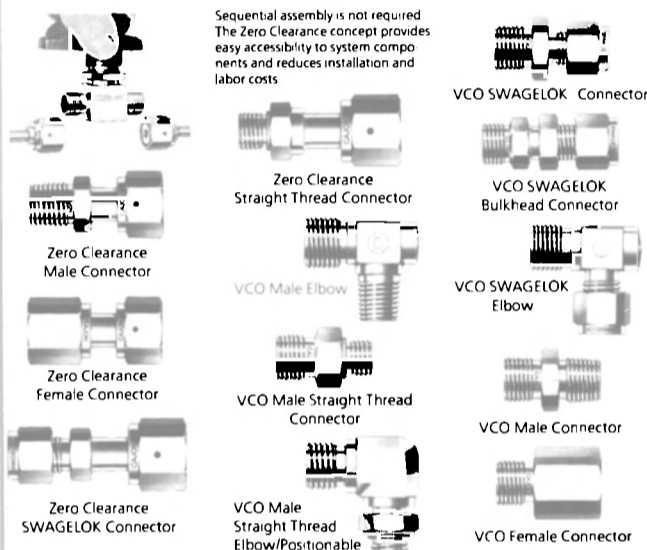 Sequential assembly is not required
The Zero Clearance concept provides
easy accessibility to system compo
nents and reduces installation and
labor costs
Zero Clearance
Male Connector
Zero Clearance
Female Connector
Zero Clearance
SWAGELOK Connector
Zero Clearance
Straight Thread Connector
VCO Male Elbow
VCO Male Straight Thread
Connector
VCO Male
Straight Thread
Elbow/Positionable
VCO SWAGELOK Connector
VCO SWAGELOK
Bulkhead Connector
VCO SWAGELOK
Elbow
VCO Male Connector
VCO Female Connector